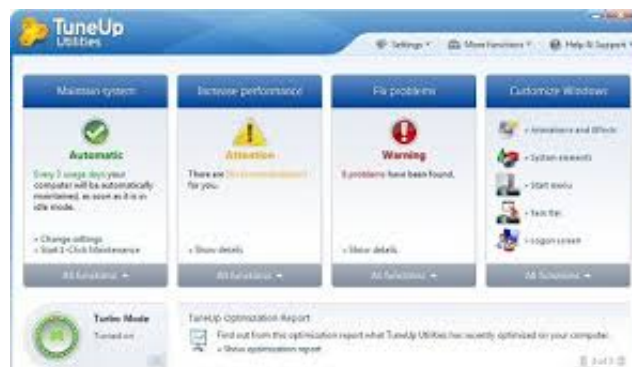 TuneUp
Utilities
Settings
More functions
Help & Support
Maintain system
Increase performance
Fix problems
Customize Windows
Automatic
Every 3 usage days your
computer will be automatically
maintained, as soon as it is in
idle mode.
» Change settings
» Start 1-Click Maintenance
Attention
There are
for you.
» Show details
Warning
problems have been found.
» Show details
» Animations and Effects
» System elements
» Start menu
» Task Bar
» Logon screen
All functions
All functions
All functions
All functions
Turbo Mode
Turned on
TuneUp Optimization Report
Find out from this optimization report what TuneUp Utilities has recently optimized on your computer.
» Show optimization report